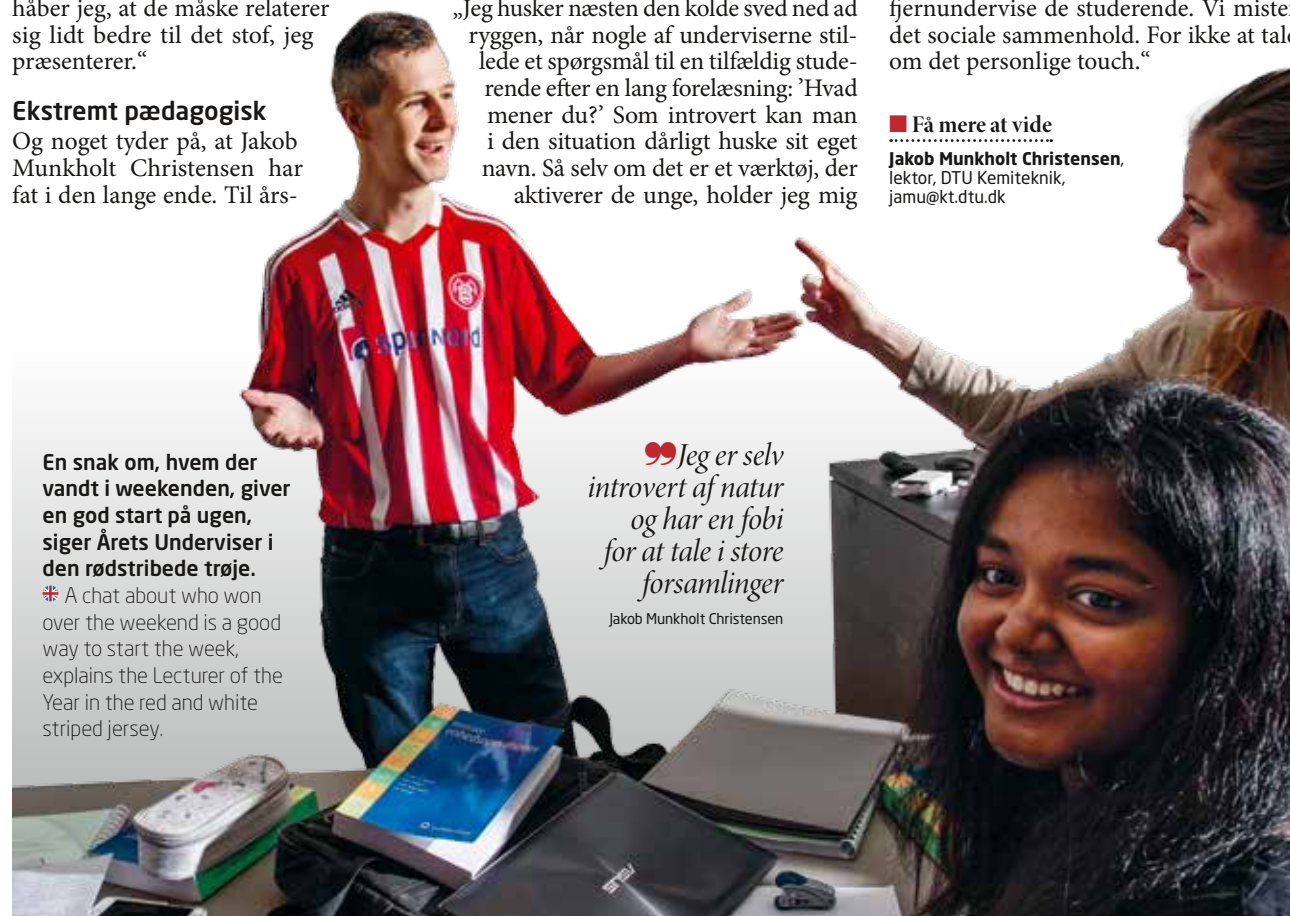 håber jeg, at de måske relaterer
sig lidt bedre til det stof, jeg
præsenterer.“
Ekstremt pædagogisk
Og noget tyder på, at Jakob
Munkholt Christensen har
fat i den lange ende. Til års-
„Jeg husker næsten den kolde sved ned ad
ryggen, når nogle af underviserne stil-
lede et spørgsmål til en tilfældig stude-
rende efter en lang forelæsning: ’Hvad
mener du?’ Som introvert kan man
i den situation dårligt huske sit eget
navn. Så selv om det er et værktøj, der
aktiverer de unge, holder jeg mig
fjernundervise de studerende. Vi mister
det sociale sammenhold. For ikke at tale
om det personlige touch.“
Få mere at vide
Jakob Munkholt Christensen,
lektor, DTU Kemiteknik,
jamu@kt.dtu.dk
adidas
En snak om, hvem der
vandt i weekenden, giver
en god start på ugen,
siger Årets Underviser i
den rødstribede trøje.
A chat about who won
over the weekend is a good
way to start the week,
explains the Lecturer of the
Year in the red and white
striped jersey.
Jeg er selv
introvert af natur
og har en fobi
for at tale i store
forsamlinger
Jakob Munkholt Christensen
ASUS